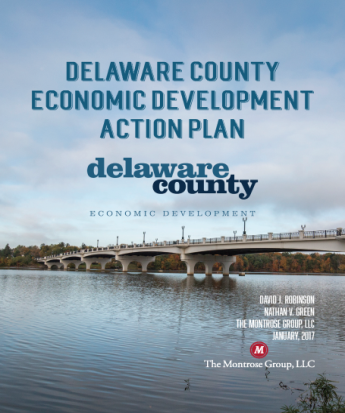 DELAWARE COUNTY
ECONOMIC DEVELOPMENT
ACTION PLAN
delaware
county
ECONOMIC DEVELOPMENT
DAVID J. ROBINSON
NATHAN V. GREEN
THE MONTROSE GROUP, LLC
JANUARY, 2017
M
The Montrose Group, LLC